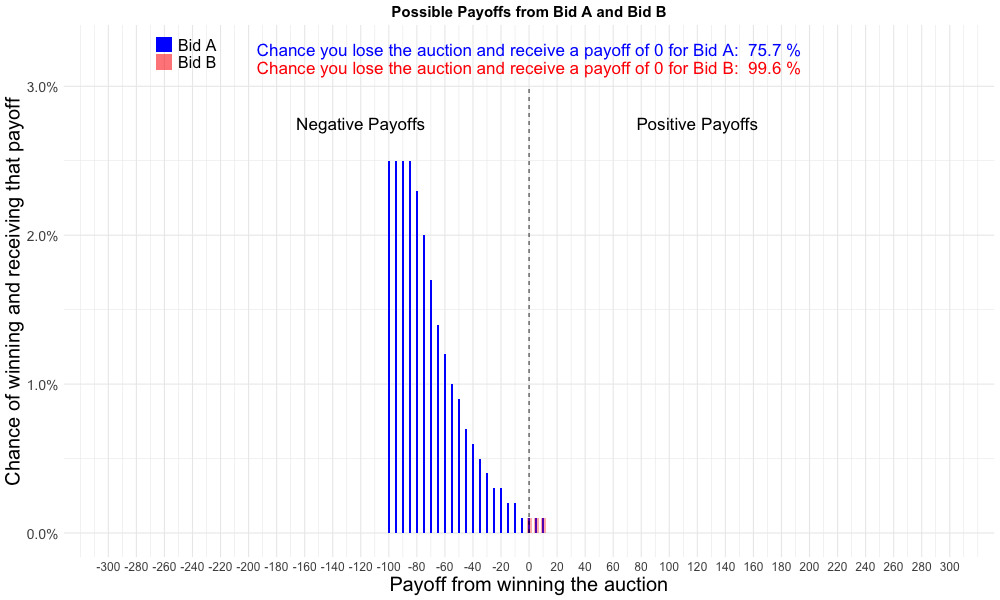 Possible Payoffs from Bid A and Bid B
Bid A
Bid B
Chance you lose the auction and receive a payoff of 0 for Bid A:  75.7 %
Chance you lose the auction and receive a payoff of 0 for Bid B:  99.6 %
Negative Payoffs
Positive Payoffs
Chance of winning and receiving that payoff
3.0%
2.0%
1.0%
0.0%
-300 -280 -260 -240 -220 -200 -180 -160 -140 -120 -100 -80 -60 -40 -20 0 20 40 60 80 100 120 140 160 180 200 220 240 260 280 300
Payoff from winning the auction